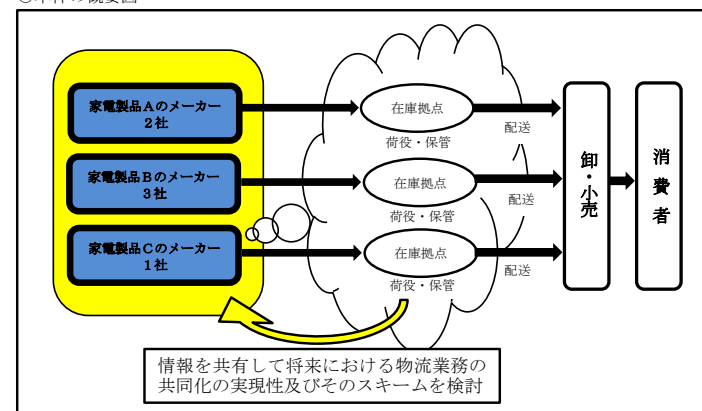 家電製品Aのメーカー
2社
在庫拠点
荷役・保管
配送
家電製品Bのメーカー
3社
在庫拠点
荷役・保管
配送
家電製品Cのメーカー
1社
在庫拠点
荷役・保管
配送
卸・小売
消費者
情報を共有して将来における物流業務の
共同化の実現性及びそのスキームを検討